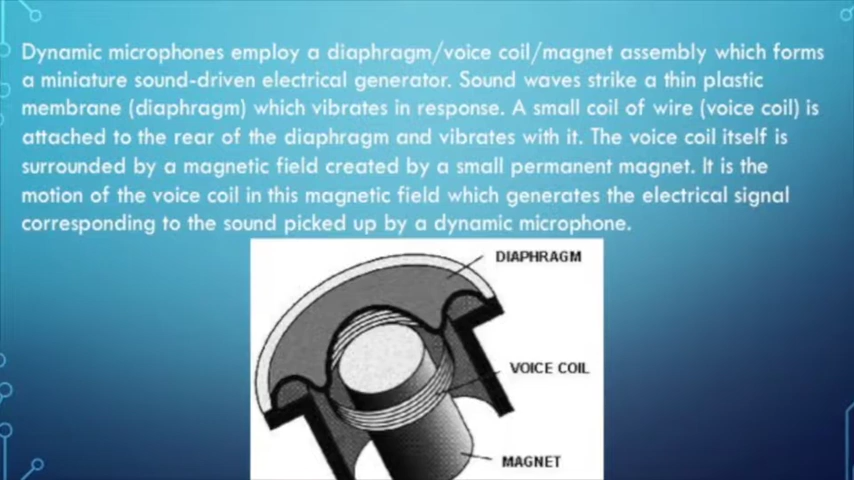 Dynamic microphones employ a diaphragm/voice coil/magnet assembly which forms
a miniature sound-driven electrical generator. Sound waves strike a thin plastic
membrane (diaphragm) which vibrates in response. A small coil of wire (voice coil) is
attached to the rear of the diaphragm and vibrates with it. The voice coil itself is
surrounded by a magnetic field created by a small permanent magnet. It is the
motion of the voice coil in this magnetic field which generates the electrical signal
corresponding to the sound picked up by a dynamic microphone.
DIAPHRAGM
VOICE COIL
MAGNET